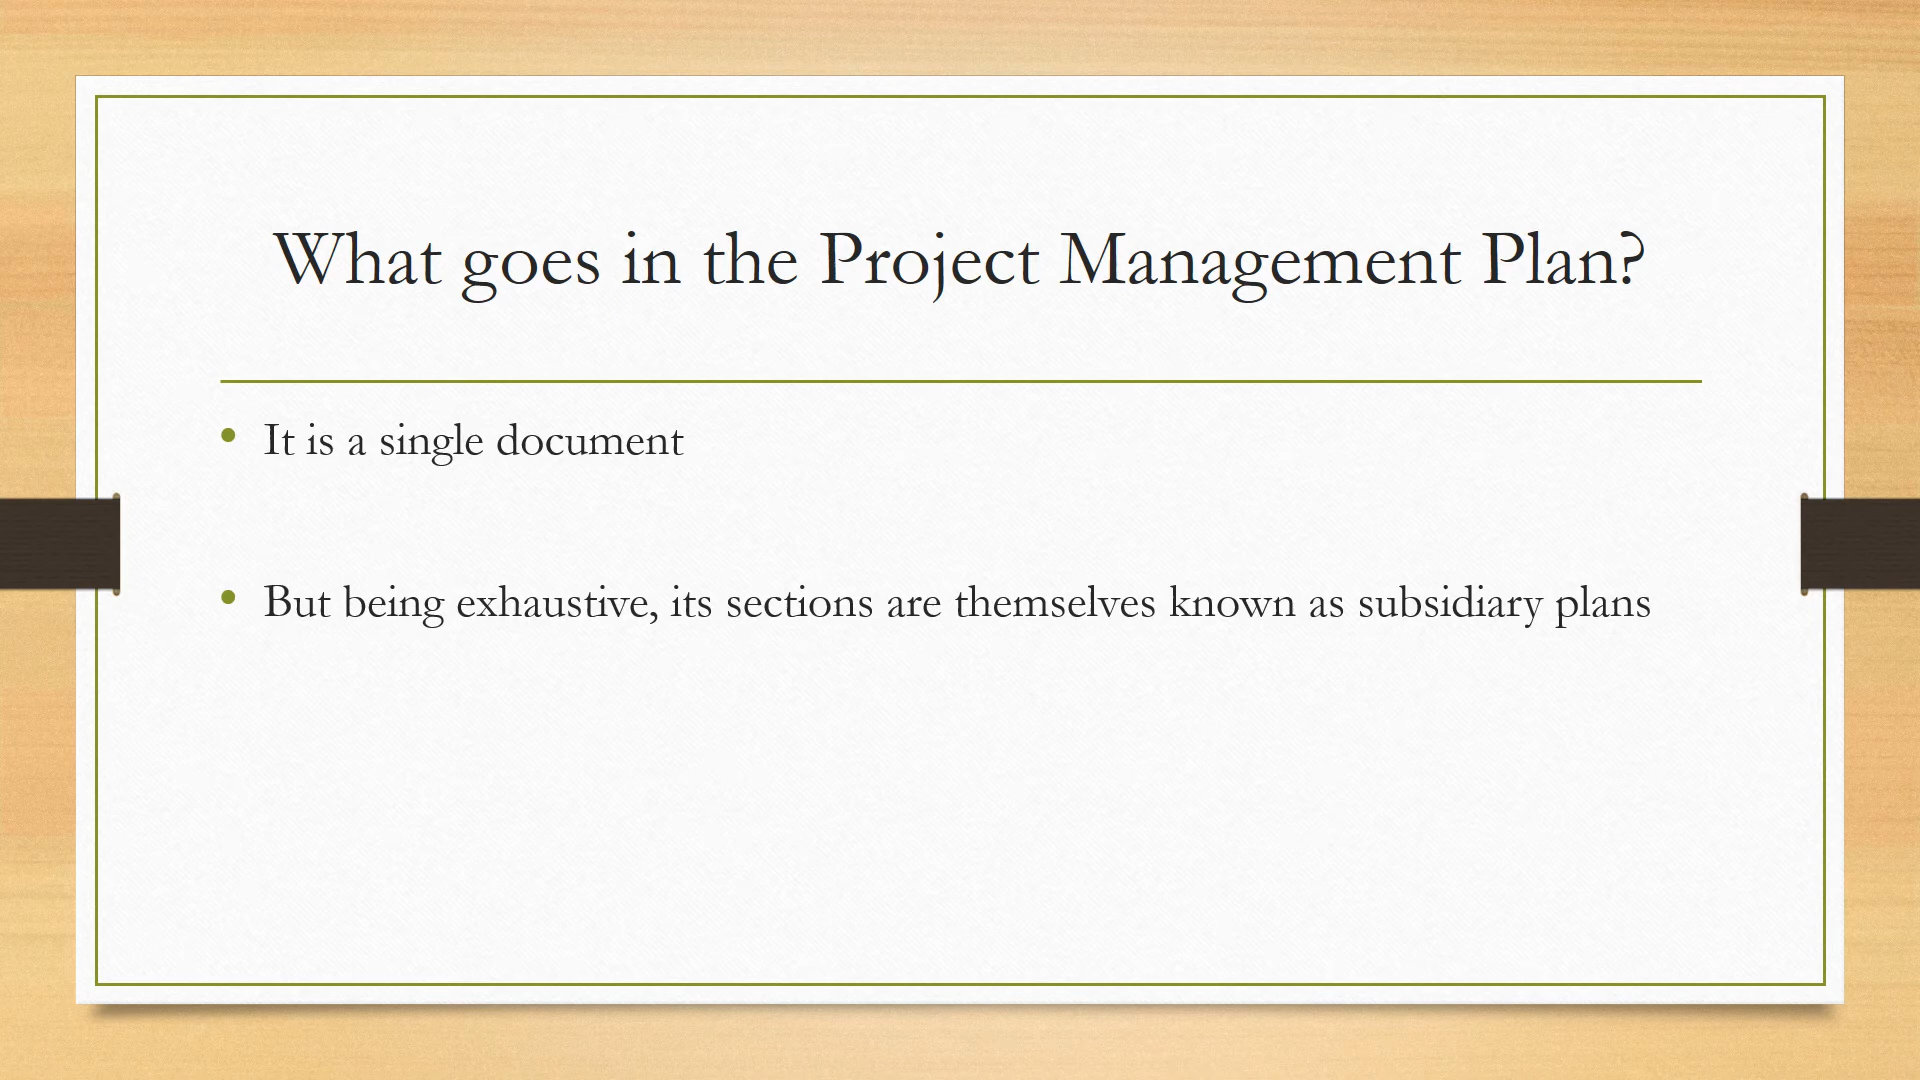 What goes in the Project Management Plan?
• It is a single document
• But being exhaustive, its sections are themselves known as subsidiary plans